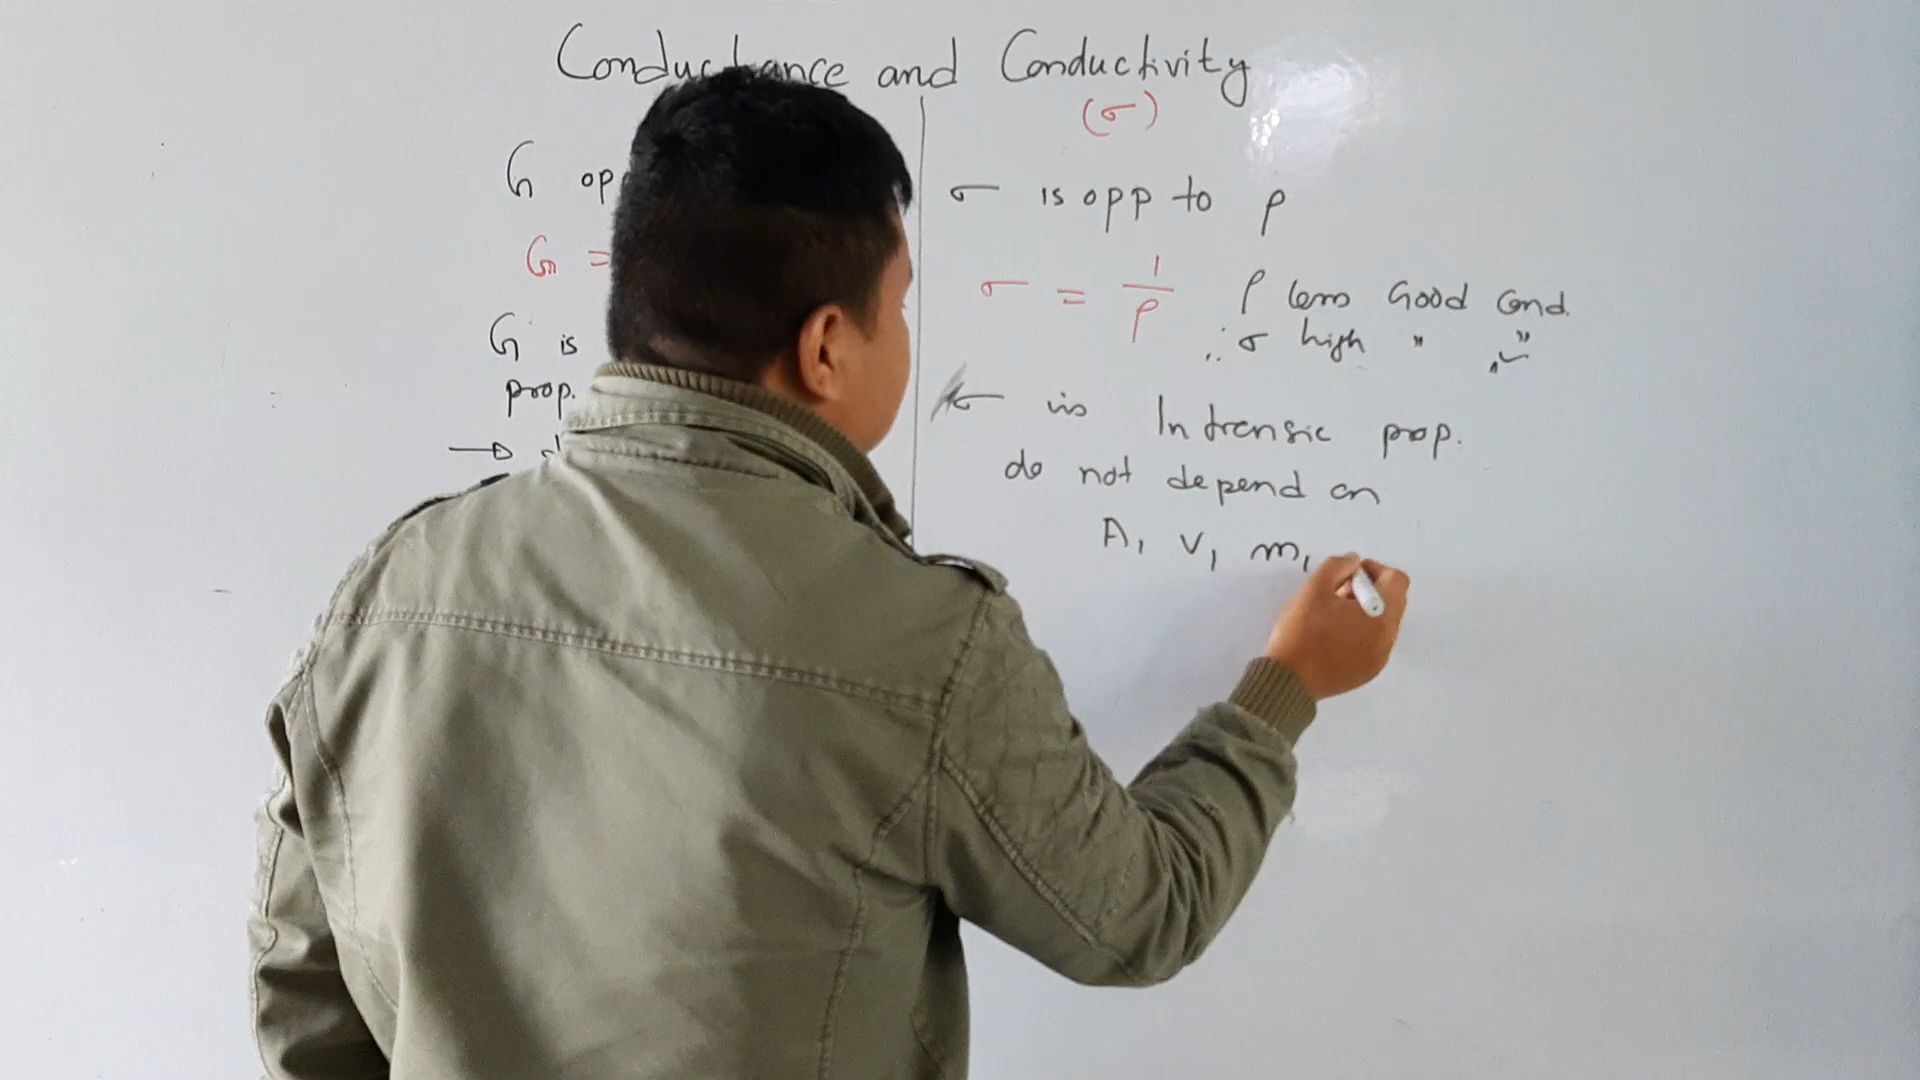 Conductance and Conductivity
(σ)
G opp
G =
G is
prop.
→
σ is opp to ρ
σ = 1/ρ ρ less Good Cond.
∴ σ high " "
σ is Intrensic prop.
do not depend on
A, V, m,